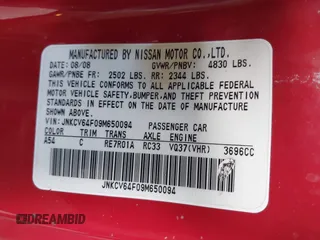 MANUFACTURED BY NISSAN MOTOR CO.,LTD.
DATE 08/08 GVWR/PNBV: 4830 LBS.
GAWR/PNBE FR: 2502 LBS RR: 2344 LBS.
THIS VEHICLE CONFORMS TO ALL APPLICABLE FEDERAL
MOTOR VEHICLE SAFETY, BUMPER, AND THEFT PREVENTION
STANDARDS IN EFFECT ON THE DATE OF MANUFACTURE
SHOWN ABOVE.
VIN:JNKCV64F09M650094 PASSENGER CAR
COLOR TRIM TRANS AXLE ENGINE
A54 C RE7R01A RC33 VQ37(VHR) 3696CC
JNKCV64F09M650094
AUTOBIDMASTER